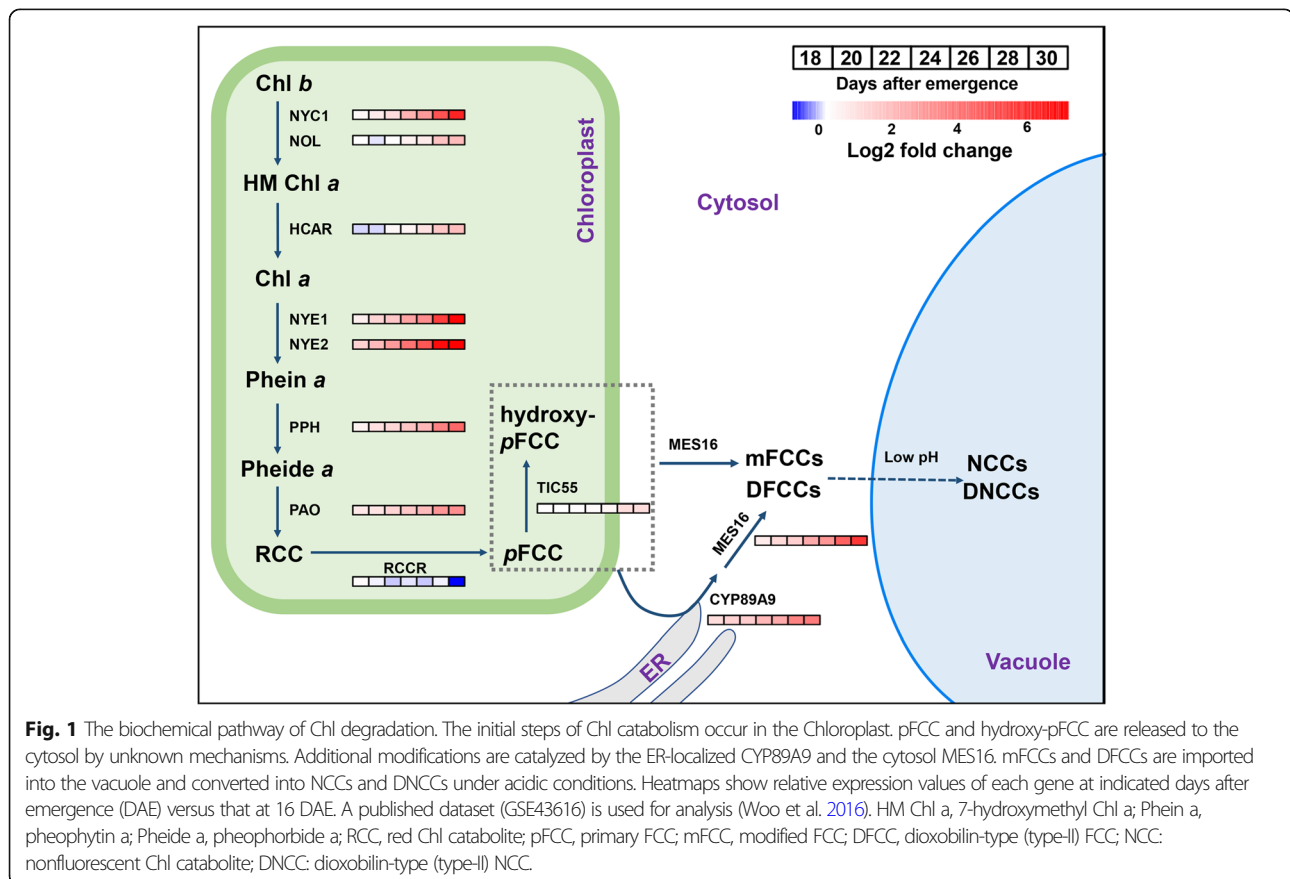 18 20 22 24 26 28 30
Days after emergence
0 2 4 6
Log2 fold change
Chl b
NYC1
NOL
HM Chl a
HCAR
Chl a
NYE1
NYE2
Phein a
PPH
Pheide a
PAO
RCC
RCCR
Chloroplast
hydroxy-
pFCC
TIC55
pFCC
MES16
Cytosol
mFCCs
DFCCs
MES16
CYP89A9
ER
Low pH
NCCs
DNCCs
Vacuole
Fig. 1 The biochemical pathway of Chl degradation. The initial steps of Chl catabolism occur in the Chloroplast. pFCC and hydroxy-pFCC are released to the
cytosol by unknown mechanisms. Additional modifications are catalyzed by the ER-localized CYP89A9 and the cytosol MES16. mFCCs and DFCCs are imported
into the vacuole and converted into NCCs and DNCCs under acidic conditions. Heatmaps show relative expression values of each gene at indicated days after
emergence (DAE) versus that at 16 DAE. A published dataset (GSE43616) is used for analysis (Woo et al. 2016). HM Chl a, 7-hydroxymethyl Chl a; Phein a,
pheophytin a; Pheide a, pheophorbide a; RCC, red Chl catabolite; pFCC, primary FCC; mFCC, modified FCC; DFCC, dioxobilin-type (type-II) FCC; NCC:
nonfluorescent Chl catabolite; DNCC: dioxobilin-type (type-II) NCC.